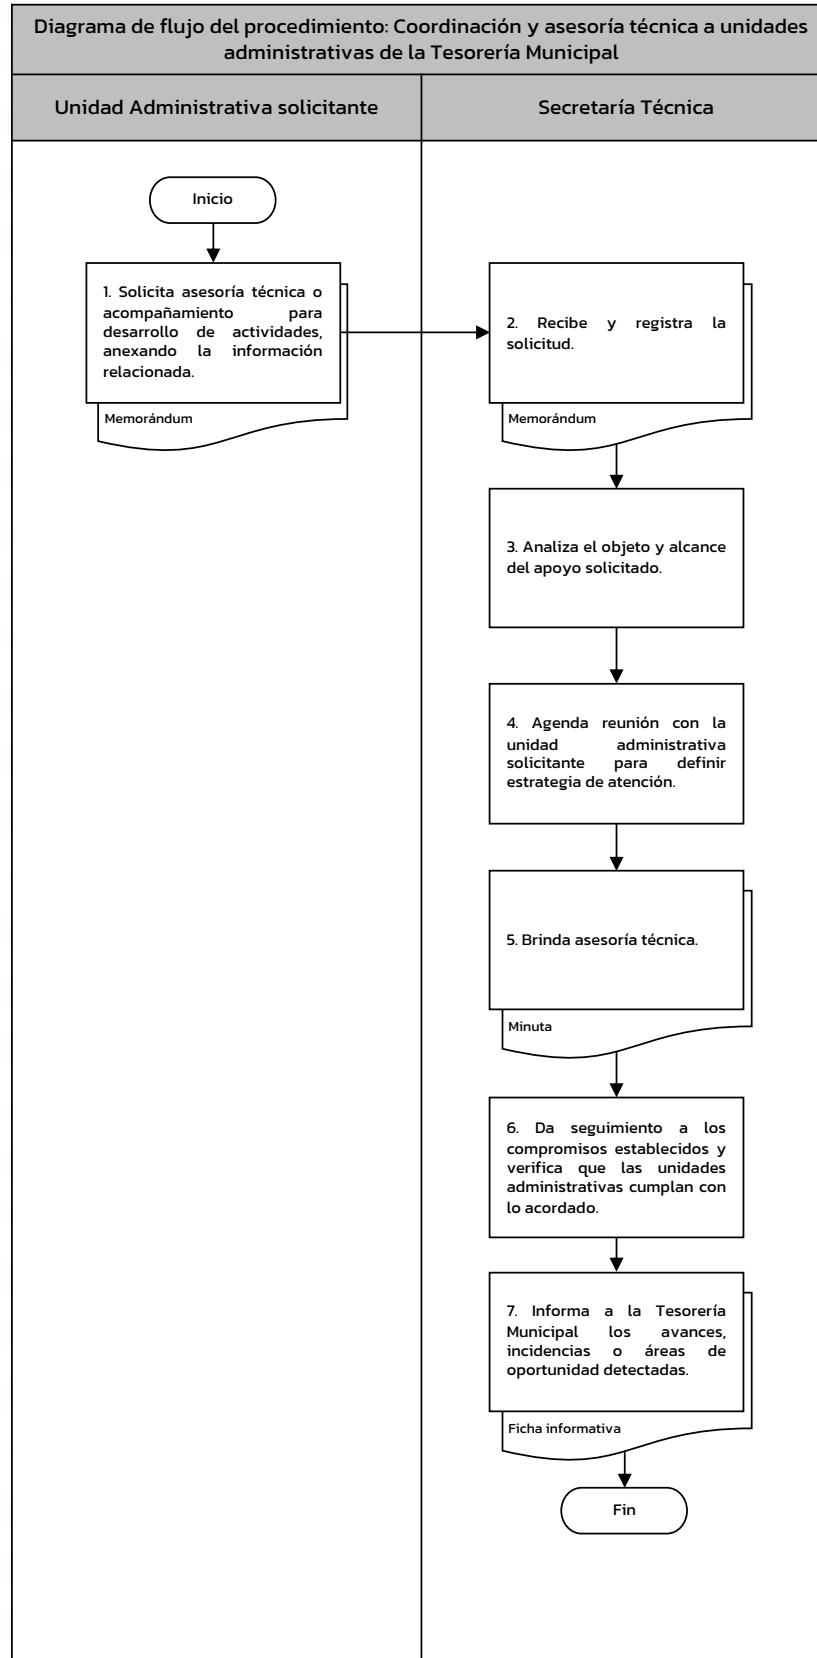 Diagrama de flujo del procedimiento: Coordinación y asesoría técnica a unidades
administrativas de la Tesorería Municipal
Unidad Administrativa solicitante
Secretaría Técnica
Inicio
1. Solicita asesoría técnica o
acompañamiento para
desarrollo de actividades,
anexando la información
relacionada.
Memorándum
2. Recibe y registra la
solicitud.
Memorándum
3. Analiza el objeto y alcance
del apoyo solicitado.
4. Agenda reunión con la
unidad administrativa
solicitante para definir
estrategia de atención.
5. Brinda asesoría técnica.
Minuta
6. Da seguimiento a los
compromisos establecidos y
verifica que las unidades
administrativas cumplan con
lo acordado.
7. Informa a la Tesorería
Municipal los avances,
incidencias o áreas de
oportunidad detectadas.
Ficha informativa
Fin